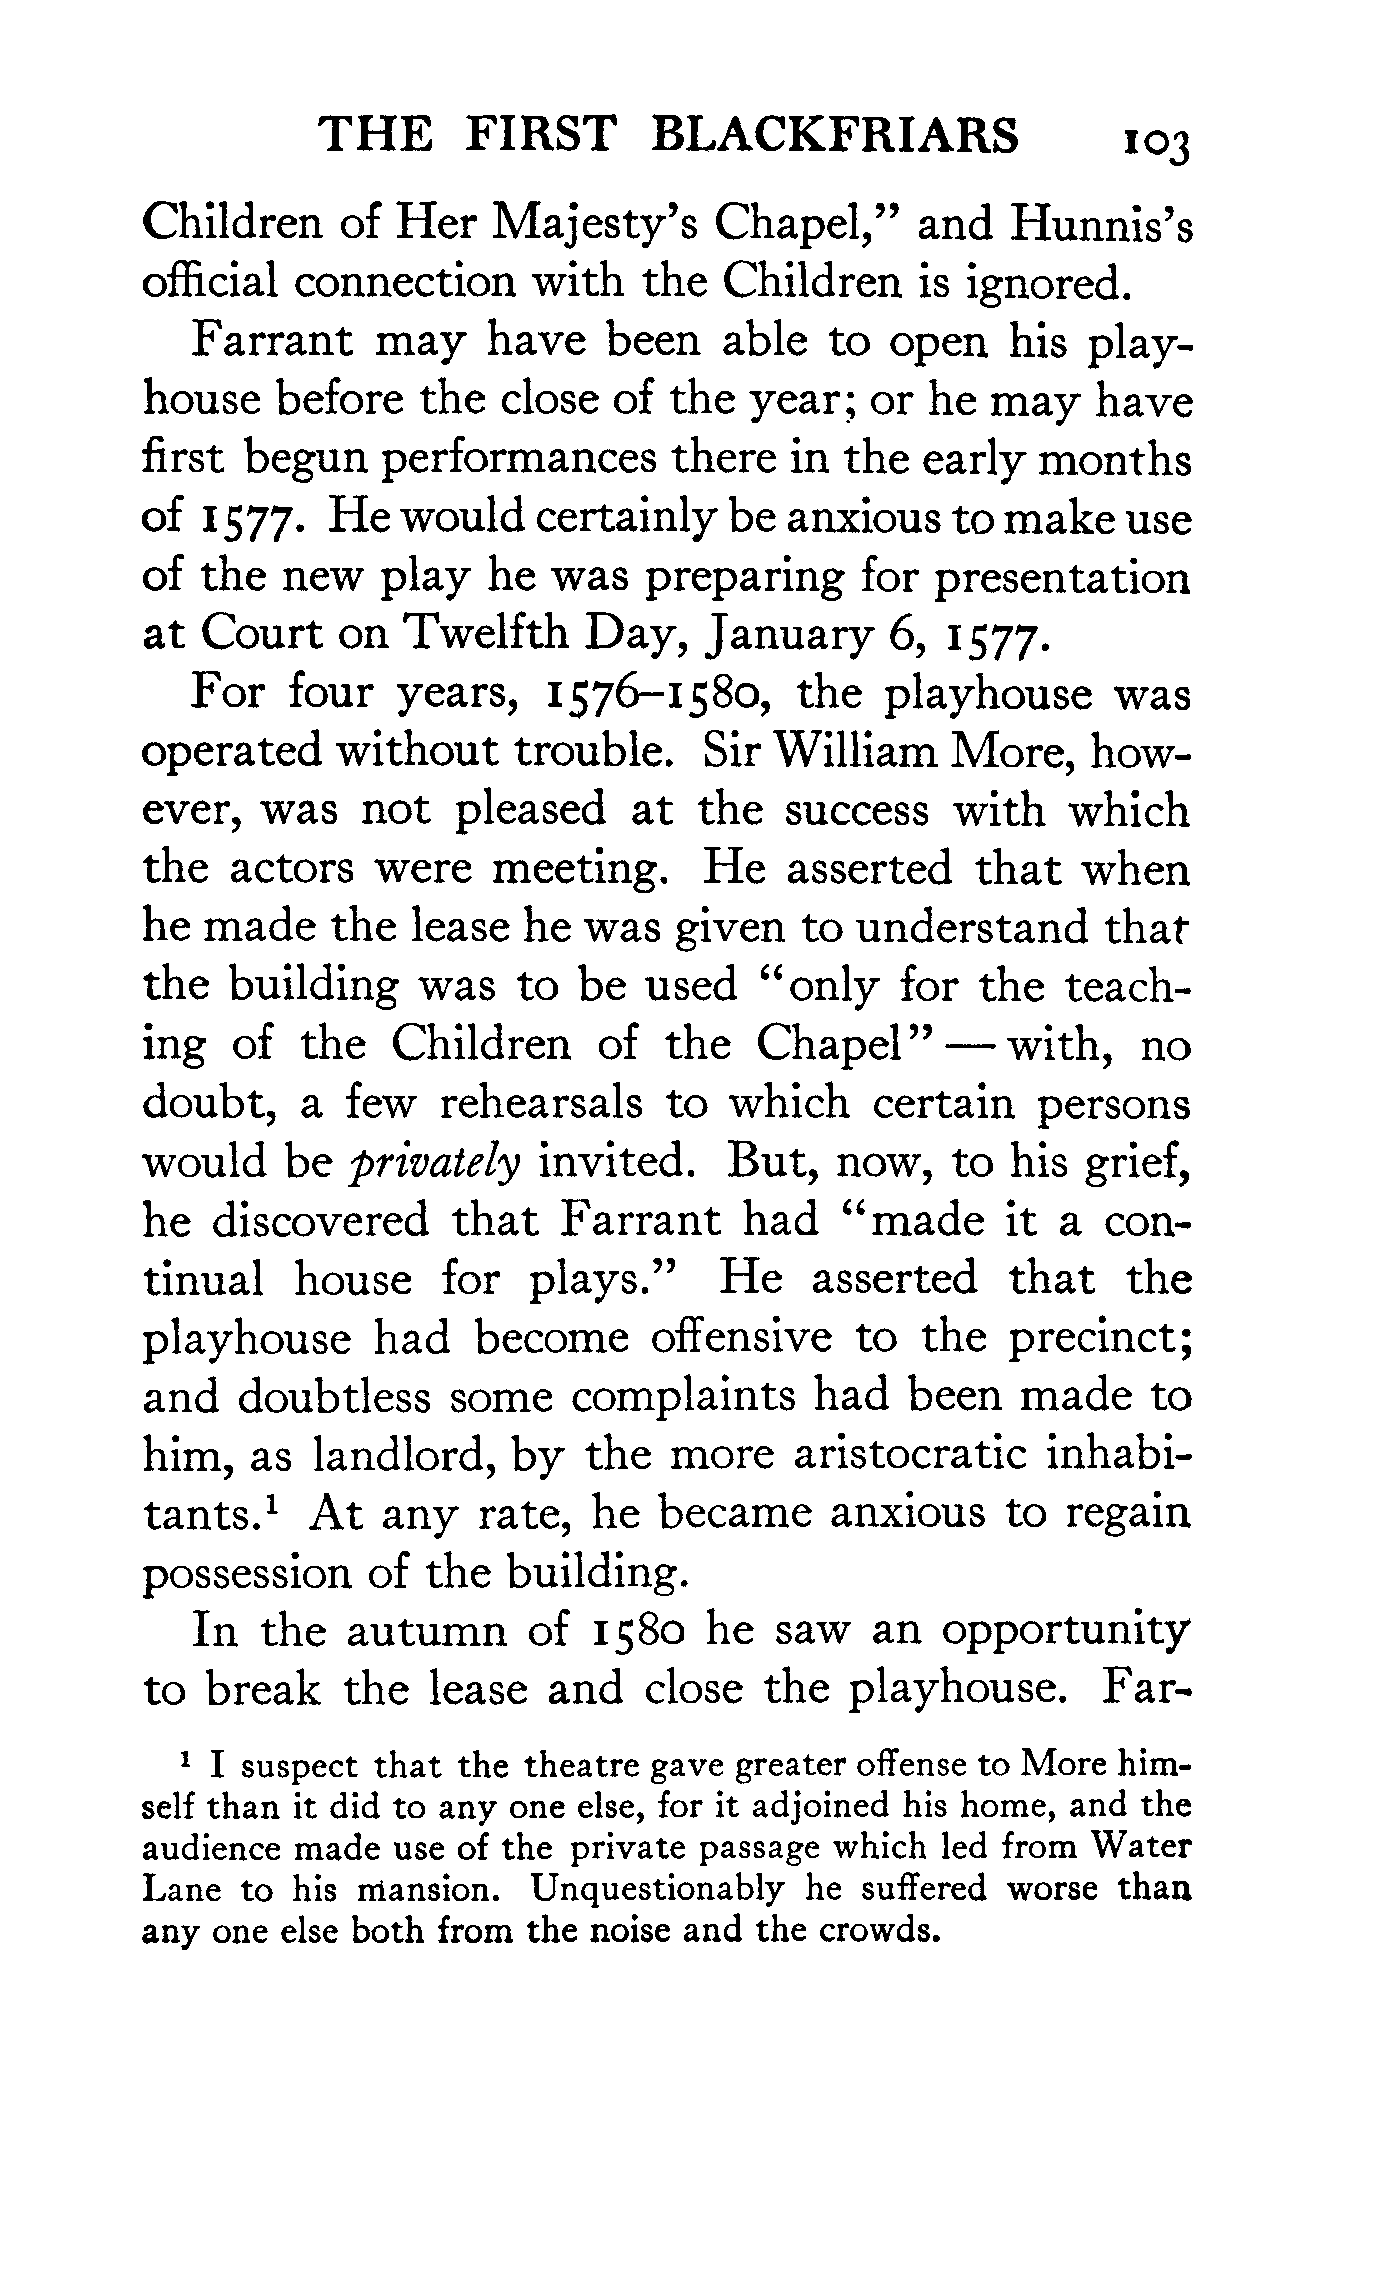 THE FIRST BLACKFRIARS 103
Children of Her Majesty's Chapel,” and Hunnis's
official connection with the Children is ignored.
Farrant may have been able to open his play-
house before the close of the year; or he may have
first begun performances there in the early months
of 1577. He would certainly be anxious to make use
of the new play he was preparing for presentation
at Court on Twelfth Day, January 6, 1577.
For four years, 1576–1580, the playhouse was
operated without trouble. Sir William More, how-
ever, was not pleased at the success with which
the actors were meeting. He asserted that when
he made the lease he was given to understand that
the building was to be used “only for the teach-
ing of the Children of the Chapel” — with, no
doubt, a few rehearsals to which certain persons
would be privately invited. But, now, to his grief,
he discovered that Farrant had “made it a con-
tinual house for plays.” He asserted that the
playhouse had become offensive to the precinct;
and doubtless some complaints had been made to
him, as landlord, by the more aristocratic inhabi-
tants.¹ At any rate, he became anxious to regain
possession of the building.
In the autumn of 1580 he saw an opportunity
to break the lease and close the playhouse. Far-
¹ I suspect that the theatre gave greater offense to More him-
self than it did to any one else, for it adjoined his home, and the
audience made use of the private passage which led from Water
Lane to his mansion. Unquestionably he suffered worse than
any one else both from the noise and the crowds.